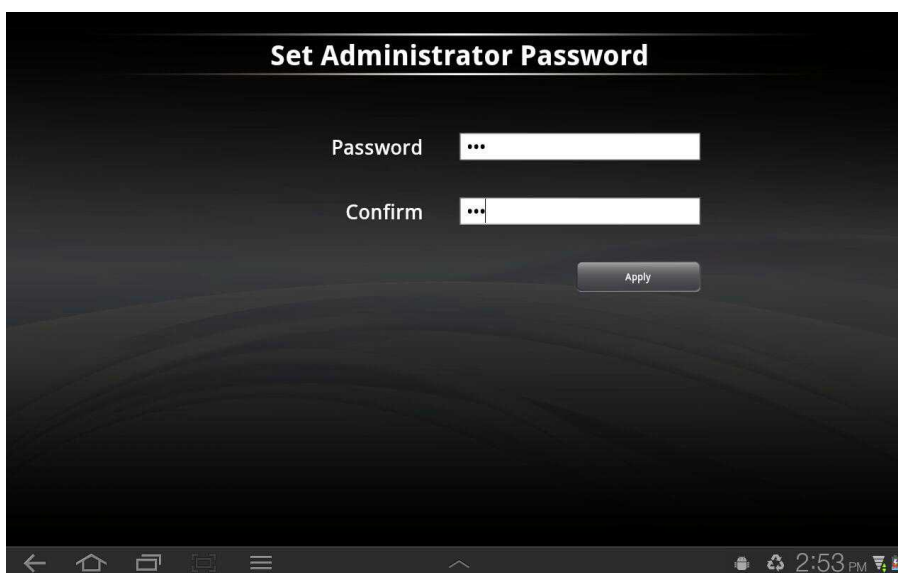 Set Administrator Password
Password •••
Confirm •••
Apply
2:53 PM